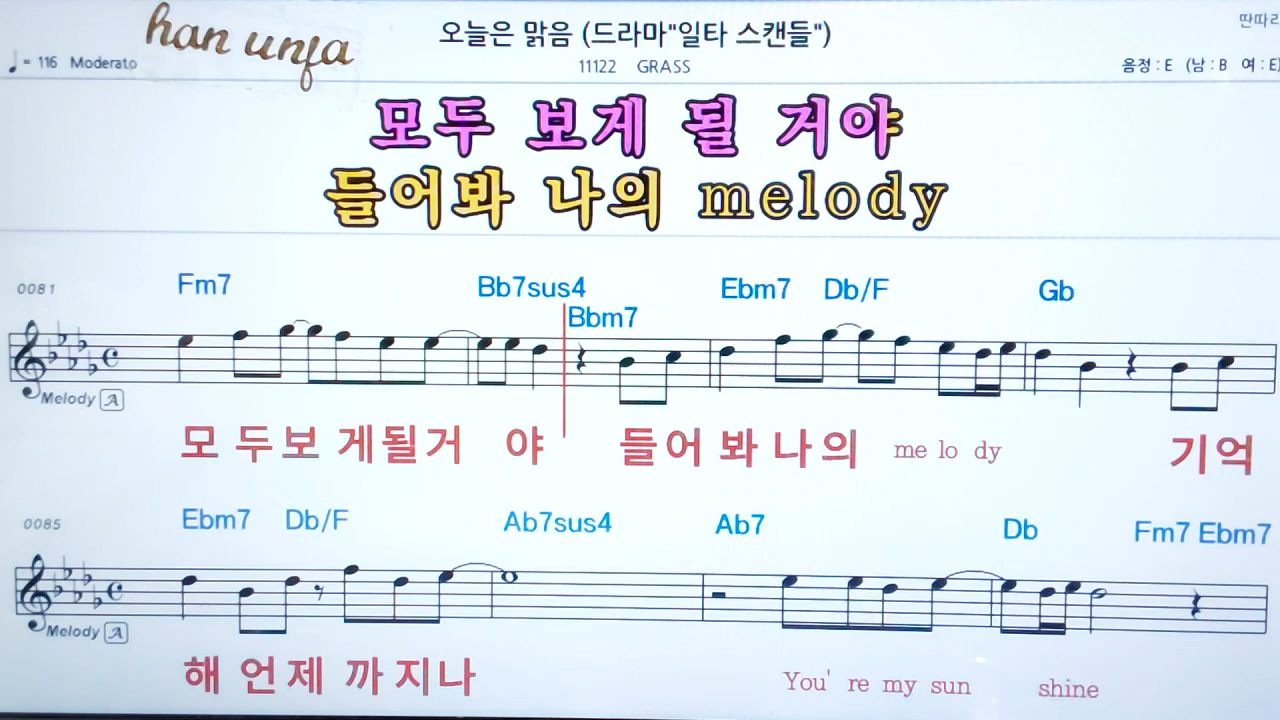 han unfa
오늘은 맑음 (드라마"일타 스캔들")
딴따라
♩= 116 Moderato
11122 GRASS
음정 : E (남 : B 여 : E)
모두 보게 될 거야
들어봐 나의 melody
Fm7 Bb7sus4 Ebm7 Db/F Gb
0081
Bbm7
Melody A
모 두보 게될거 야 들어 봐 나의 me lo dy 기억
0085
Ebm7 Db/F Ab7sus4 Ab7 Db Fm7 Ebm7
Melody A
해 언제 까 지나 You' re my sun shine